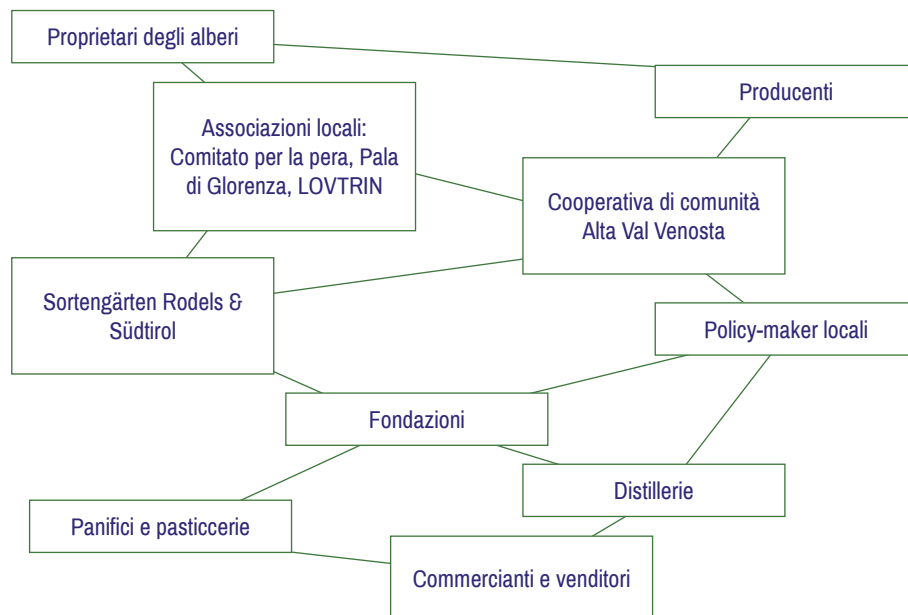 Proprietari degli alberi
Producenti
Associazioni locali:
Comitato per la pera, Pala
di Glorenza, LOVTRIN
Cooperativa di comunità
Alta Val Venosta
Sortengärten Rodels &
Südtirol
Policy-maker locali
Fondazioni
Distillerie
Panifici e pasticcerie
Commercianti e venditori